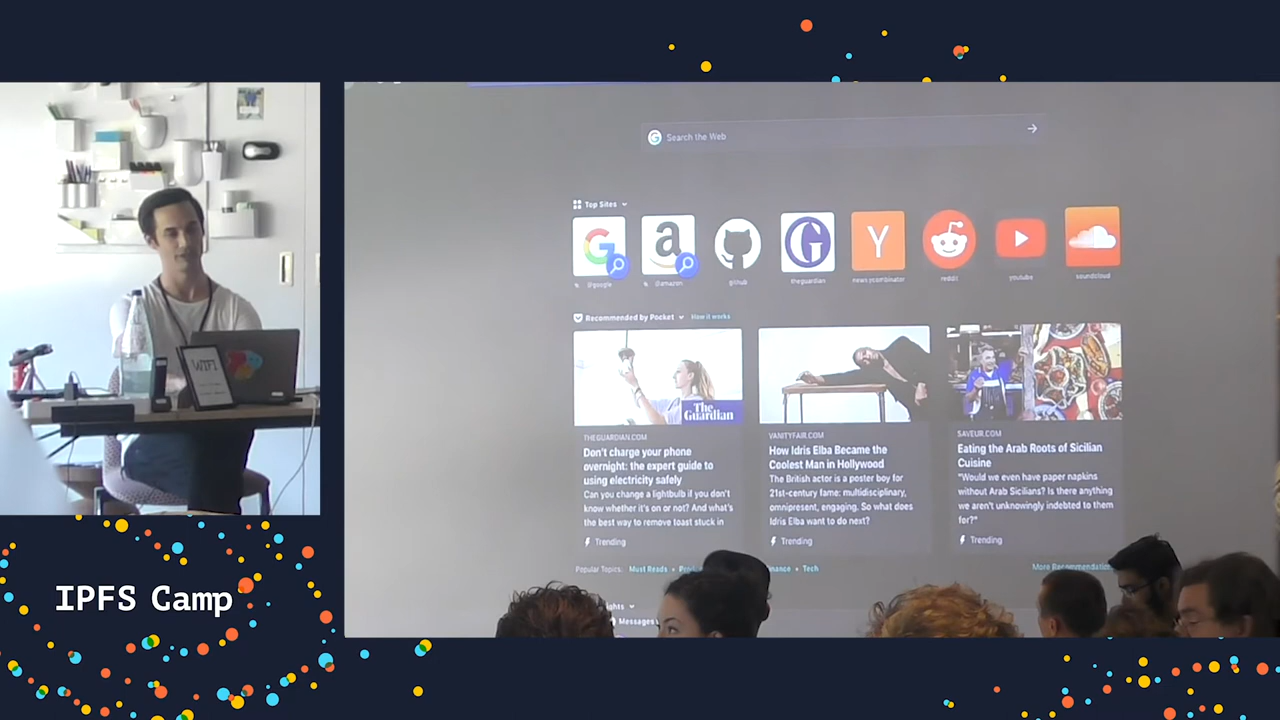 Search the Web
Top Sites
@google
@amazon
github
theguardian
news.ycombinator
reddit
youtube
soundcloud
Recommended by Pocket
How it works
The
Guardian
THEGUARDIAN.COM
Don't charge your phone
overnight: the expert guide to
using electricity safely
Can you change a lightbulb if you don't
know whether it's on or not? And what's
the best way to remove toast stuck in
Trending
VANITYFAIR.COM
How Idris Elba Became the
Coolest Man in Hollywood
The British actor is a poster boy for
21st-century fame: multidisciplinary,
omnipresent, engaging. So what does
Idris Elba want to do next?
Trending
SAVEUR.COM
Eating the Arab Roots of Sicilian
Cuisine
"Would we even have paper napkins
without Arab Sicilians? Is there anything
we aren't unknowingly indebted to them
for?"
Trending
Popular Topics: Must Reads • • Tech
More Recommendation
Messages
WIFI
IPFS Camp